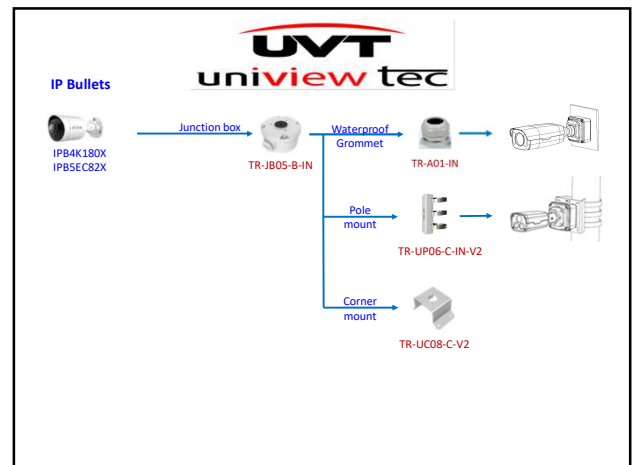 UVT
uniview tec
IP Bullets
IPB4K180X
IPB5EC82X
Junction box
TR-JB05-B-IN
Waterproof
Grommet
TR-A01-IN
Pole
mount
TR-UP06-C-IN-V2
Corner
mount
TR-UC08-C-V2